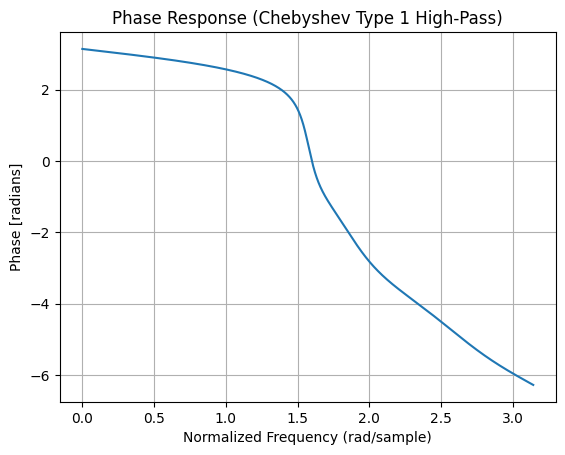 Phase Response (Chebyshev Type 1 High-Pass)
Phase [radians]
2
0
−2
−4
−6
0.0 0.5 1.0 1.5 2.0 2.5 3.0
Normalized Frequency (rad/sample)